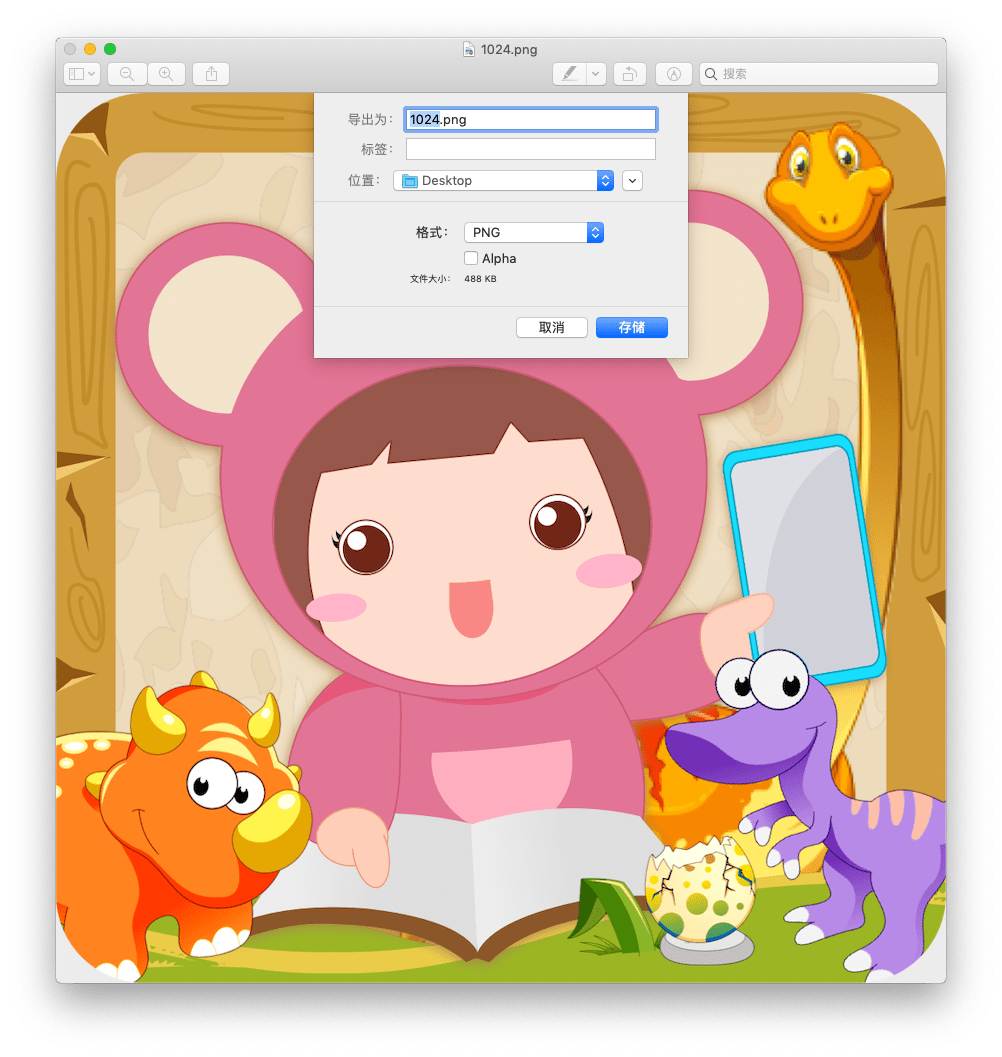 1024.png
搜索
导出为： 1024.png
标签：
位置： Desktop
格式： PNG
Alpha
文件大小： 488 KB
取消 存储